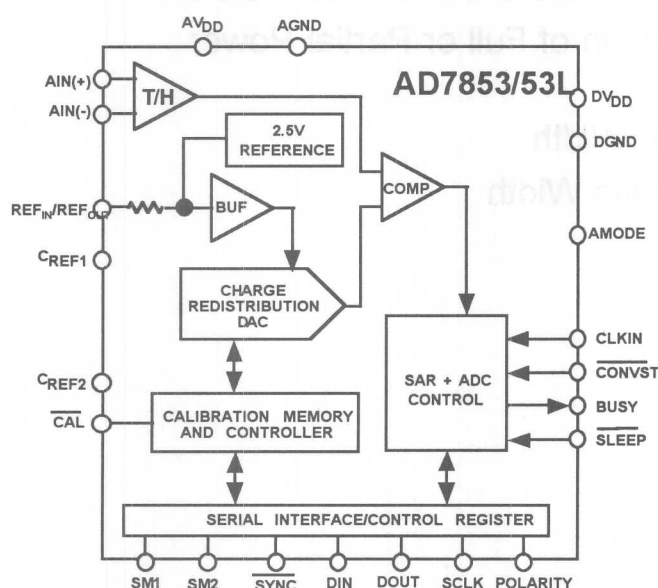 AVDD
AGND
AIN(+)
AIN(-)
T/H
AD7853/53L
DVDD
DGND
2.5V
REFERENCE
COMP
REFIN/REFOUT
BUF
AMODE
CREF1
CHARGE
REDISTRIBUTION
DAC
CLKIN
CONVST
BUSY
SLEEP
SAR + ADC
CONTROL
CREF2
CAL
CALIBRATION MEMORY
AND CONTROLLER
SERIAL INTERFACE/CONTROL REGISTER
SM1
SM2
SYNC
DIN
DOUT
SCLK
POLARITY